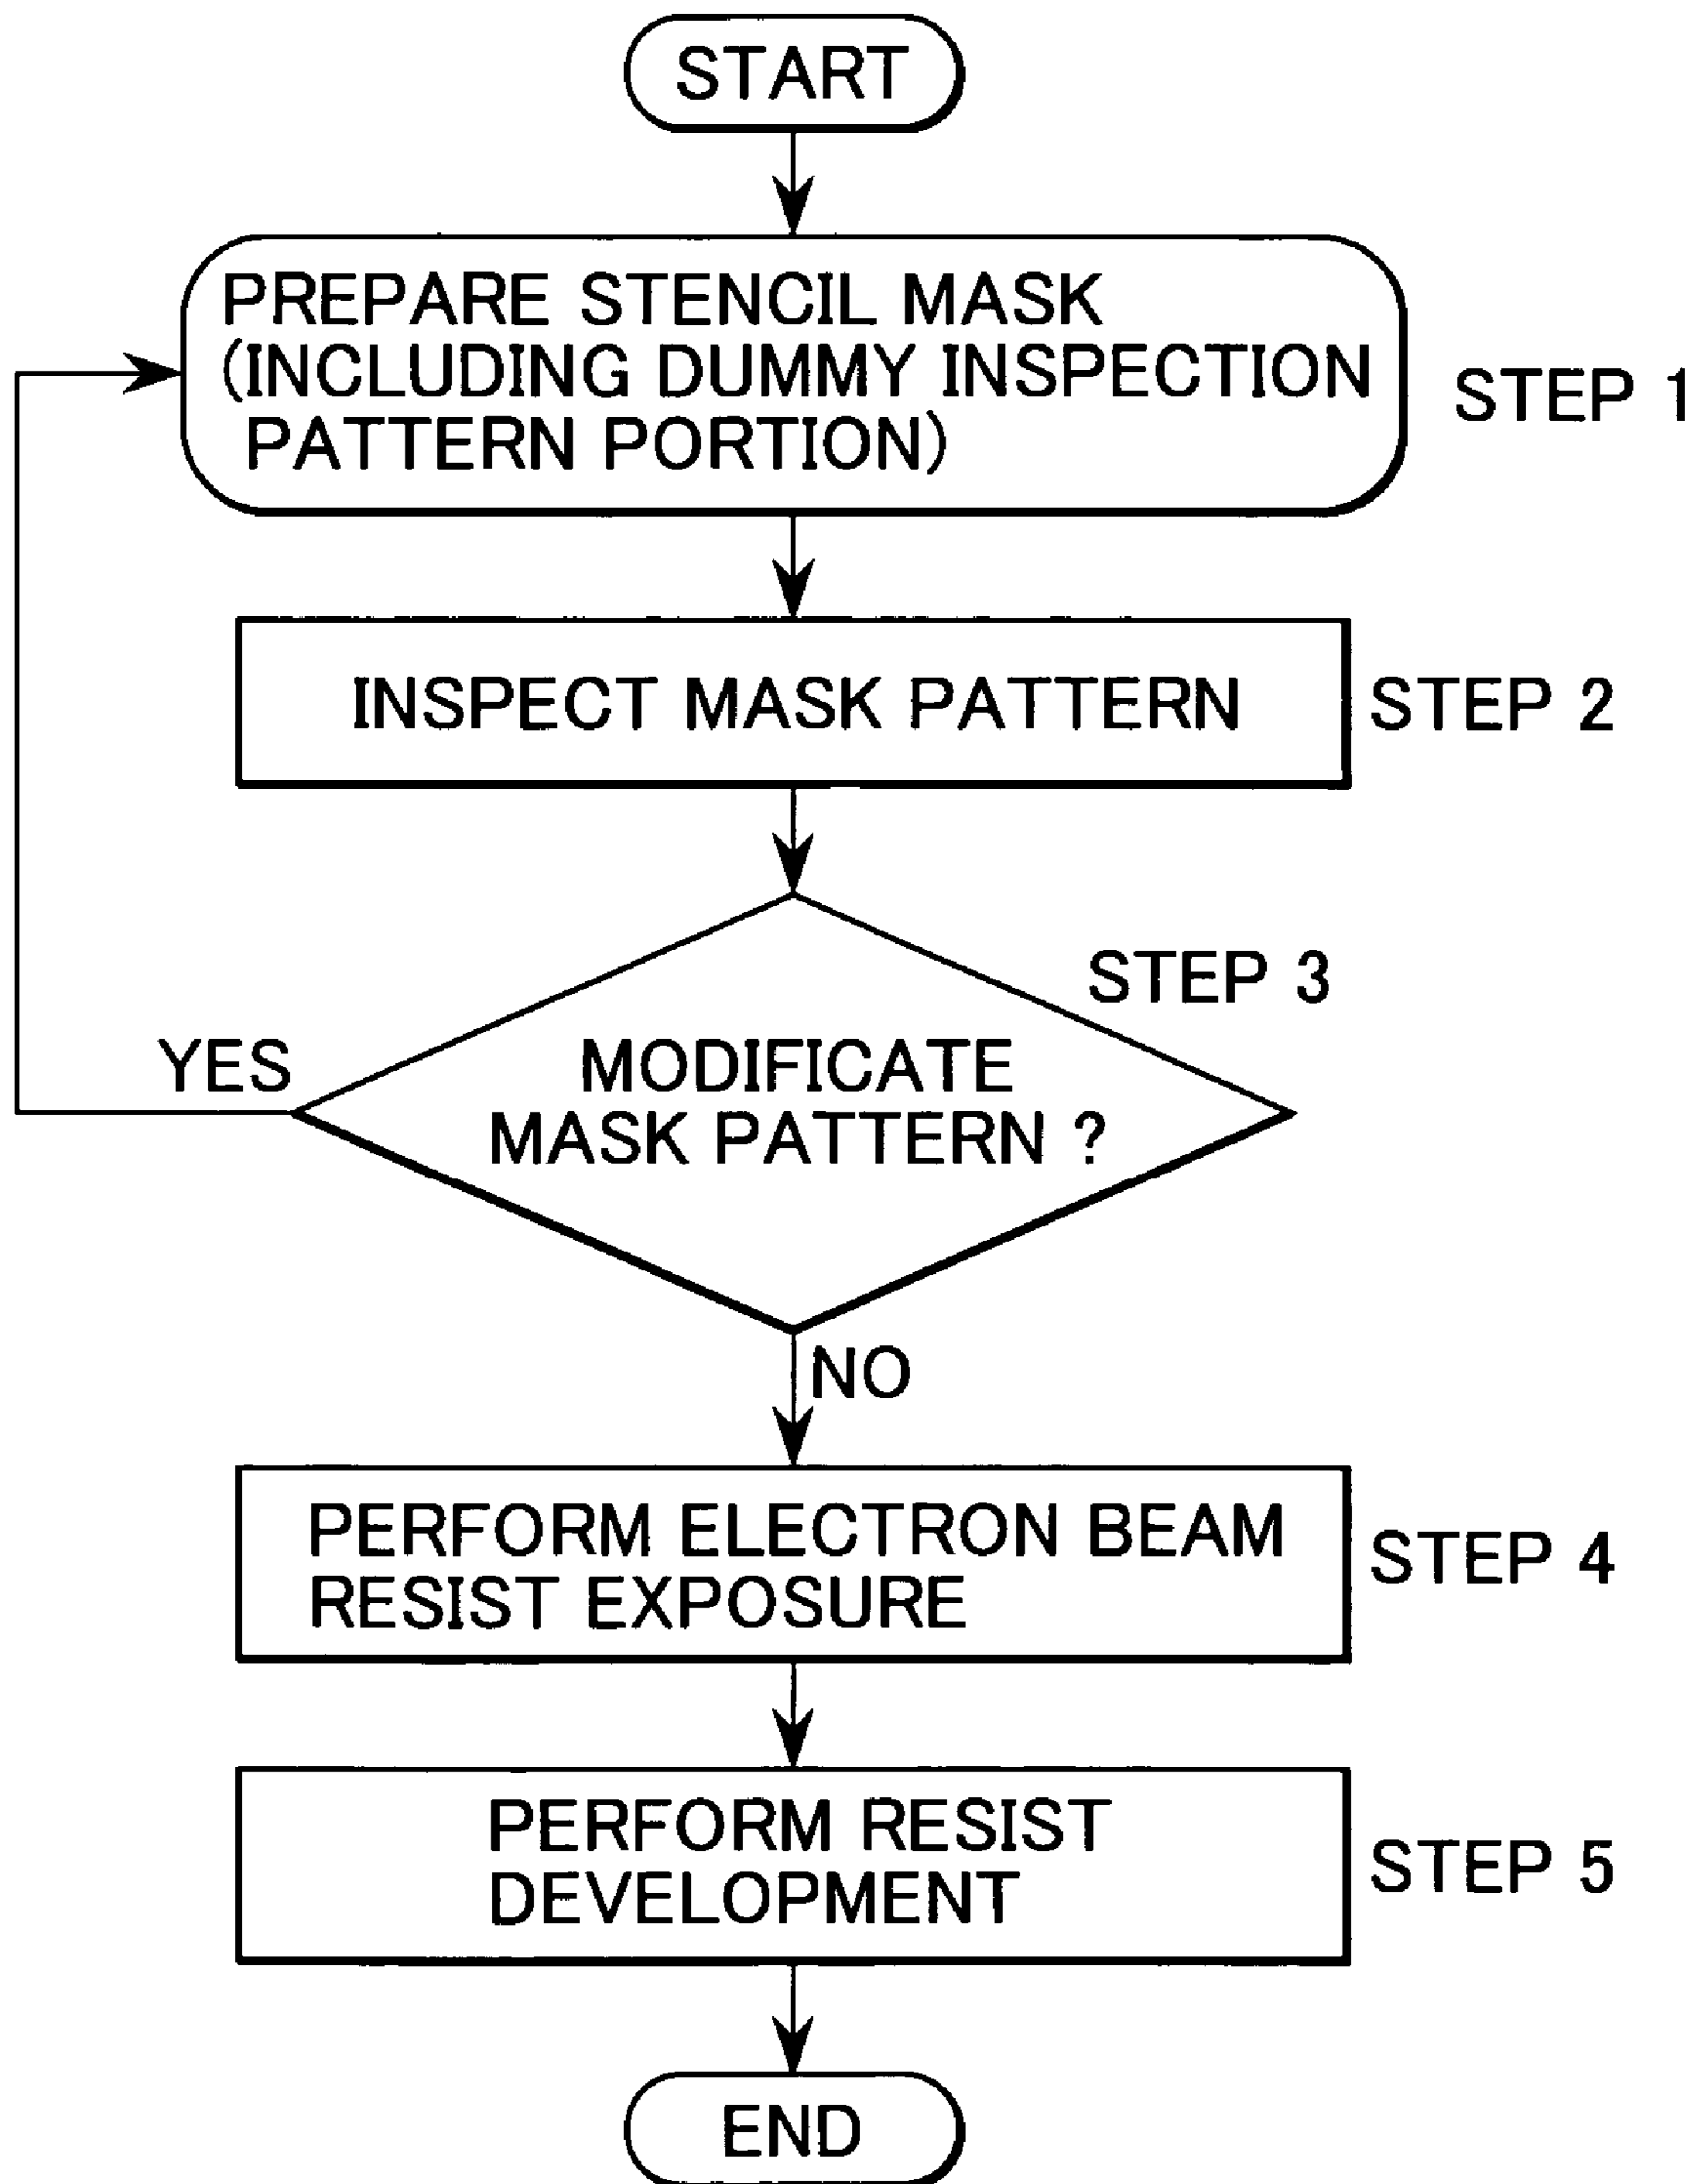 START
PREPARE STENCIL MASK
(INCLUDING DUMMY INSPECTION
PATTERN PORTION)
STEP 1
INSPECT MASK PATTERN
STEP 2
STEP 3
YES
MODIFICATE
MASK PATTERN ?
NO
PERFORM ELECTRON BEAM
RESIST EXPOSURE
STEP 4
PERFORM RESIST
DEVELOPMENT
STEP 5
END